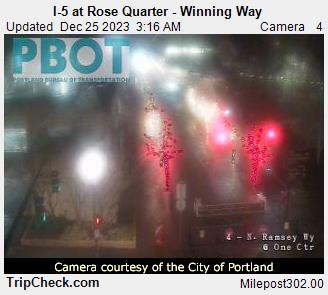 I-5 at Rose Quarter - Winning Way
Updated Dec 25 2023 3:16 AM Camera 4
PBOT
PORTLAND BUREAU OF TRANSPORTATION
4 - N. Ramsey Wy
@ One Ctr
Camera courtesy of the City of Portland
TripCheck.com Milepost302.00